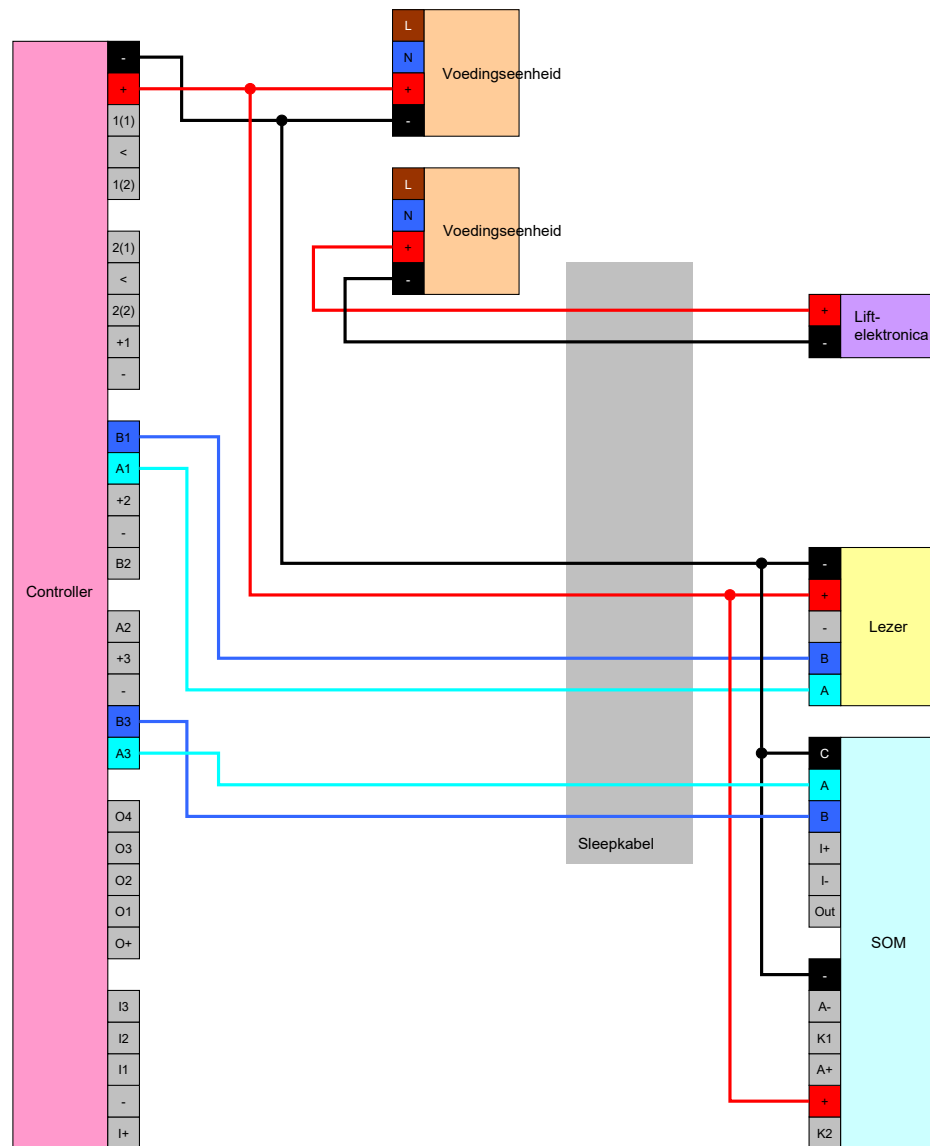 Controller
-
+
1(1)
<
1(2)
2(1)
<
2(2)
+1
-
B1
A1
+2
-
B2
A2
+3
-
B3
A3
O4
O3
O2
O1
O+
I3
I2
I1
-
I+
L
N
+
-
Voedingseenheid
L
N
+
-
Voedingseenheid
Sleepkabel
+
-
Lift-
elektronica
-
+
-
B
A
Lezer
C
A
B
I+
I-
Out
-
A-
K1
A+
+
K2
SOM